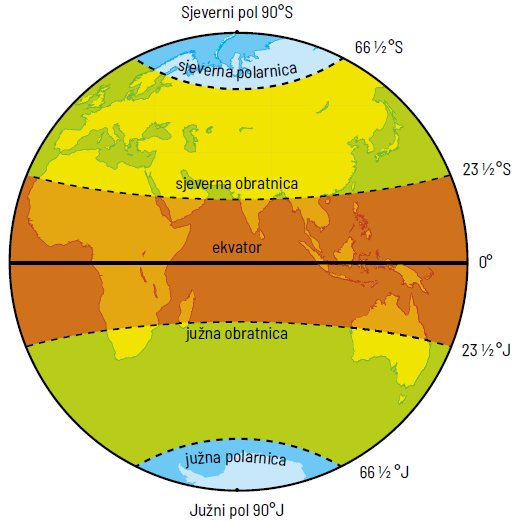 Sjeverni pol 90°S
66 ½°S
sjeverna polarnica
23 ½°S
sjeverna obratnica
ekvator
0°
južna obratnica
23 ½°J
južna polarnica
66 ½°J
Južni pol 90°J